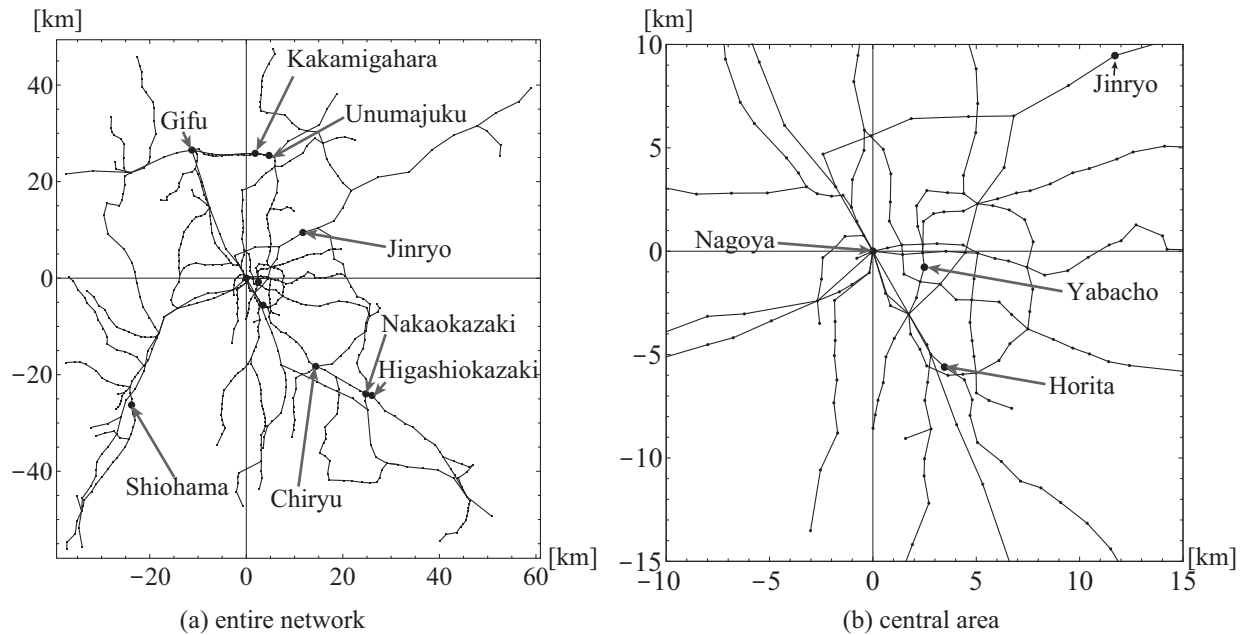 [km]
40
20
0
−20
−40
−20
0
20
40
60
[km]
Kakamigahara
Unumajuku
Gifu
Jinryo
Nakaokazaki
Higashiokazaki
Shiohama
Chiryu
(a) entire network
[km]
10
5
0
−5
−10
−15
−10
−5
0
5
10
15
[km]
Jinryo
Nagoya
Yabacho
Horita
(b) central area